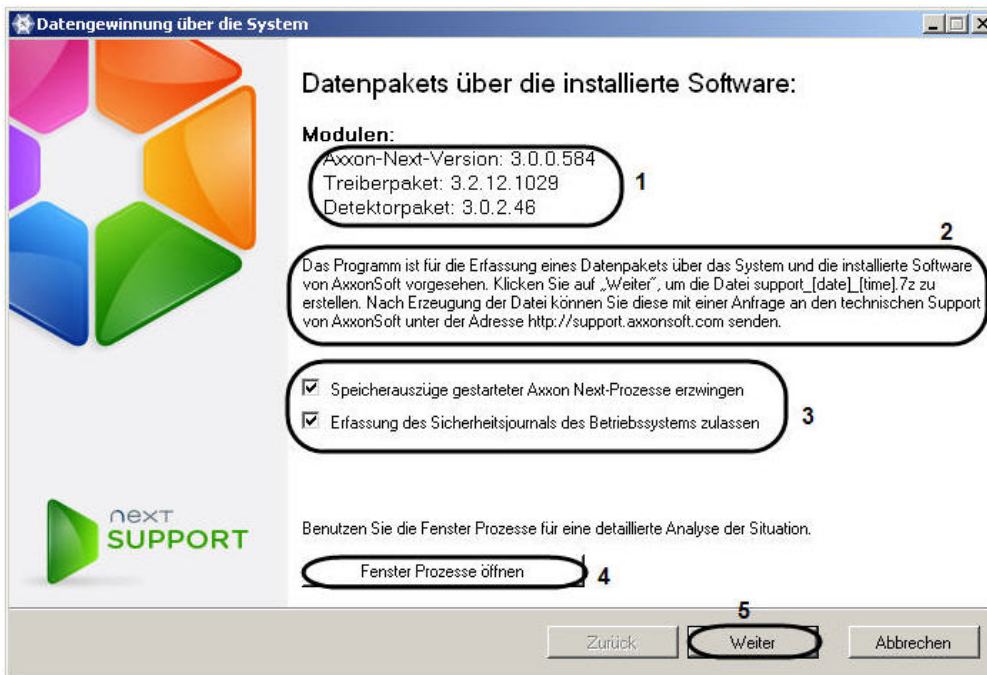 Datengewinnung über die System
Datenpakets über die installierte Software:
Modulen:
Axxon-Next-Version: 3.0.0.584
Treiberpaket: 3.2.12.1029
Detektorpaket: 3.0.2.46
1
2
Das Programm ist für die Erfassung eines Datenpakets über das System und die installierte Software
von AxxonSoft vorgesehen. Klicken Sie auf „Weiter", um die Datei support_[date]_[time].7z zu
erstellen. Nach Erzeugung der Datei können Sie diese mit einer Anfrage an den technischen Support
von AxxonSoft unter der Adresse http://support.axxonsoft.com senden.
Speicherauszüge gestarteter Axxon Next-Prozesse erzwingen
Erfassung des Sicherheitsjournals des Betriebssystems zulassen
3
next
SUPPORT
Benutzen Sie die Fenster Prozesse für eine detaillierte Analyse der Situation.
Fenster Prozesse öffnen
4
5
Zurück
Weiter
Abbrechen